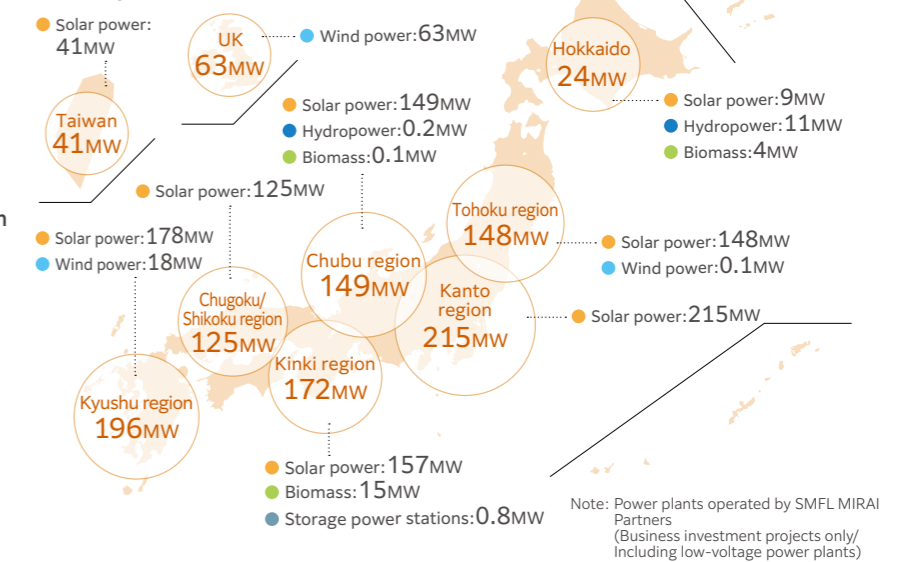 Solar power:
41MW
Taiwan
41MW
UK
63MW
Wind power:63MW
Hokkaido
24MW
Solar power:9MW
Hydropower:11MW
Biomass:4MW
Solar power:149MW
Hydropower:0.2MW
Biomass:0.1MW
Solar power:125MW
n
Solar power:178MW
Wind power:18MW
Tohoku region
148MW
Solar power:148MW
Wind power:0.1MW
Chubu region
149MW
Kanto
region
215MW
Solar power:215MW
Chugoku/
Shikoku region
125MW
Kinki region
172MW
Kyushu region
196MW
Solar power:157MW
Biomass:15MW
Storage power stations:0.8MW
Note: Power plants operated by SMFL MIRAI
Partners
(Business investment projects only/
Including low-voltage power plants)